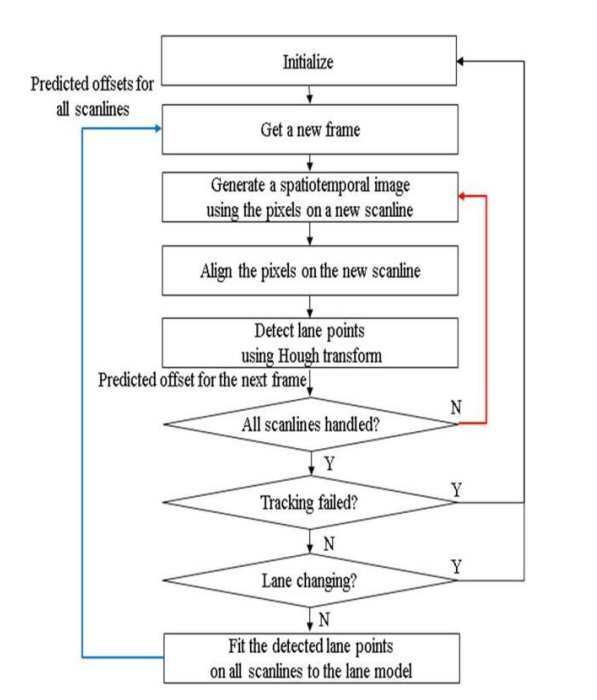 Initialize
Predicted offsets for
all scanlines
Get a new frame
Generate a spatiotemporal image
using the pixels on a new scanline
Align the pixels on the new scanline
Detect lane points
using Hough transform
Predicted offset for the next frame
N
All scanlines handled?
Y
Y
Tracking failed?
N
Y
Lane changing?
N
Fit the detected lane points
on all scanlines to the lane model